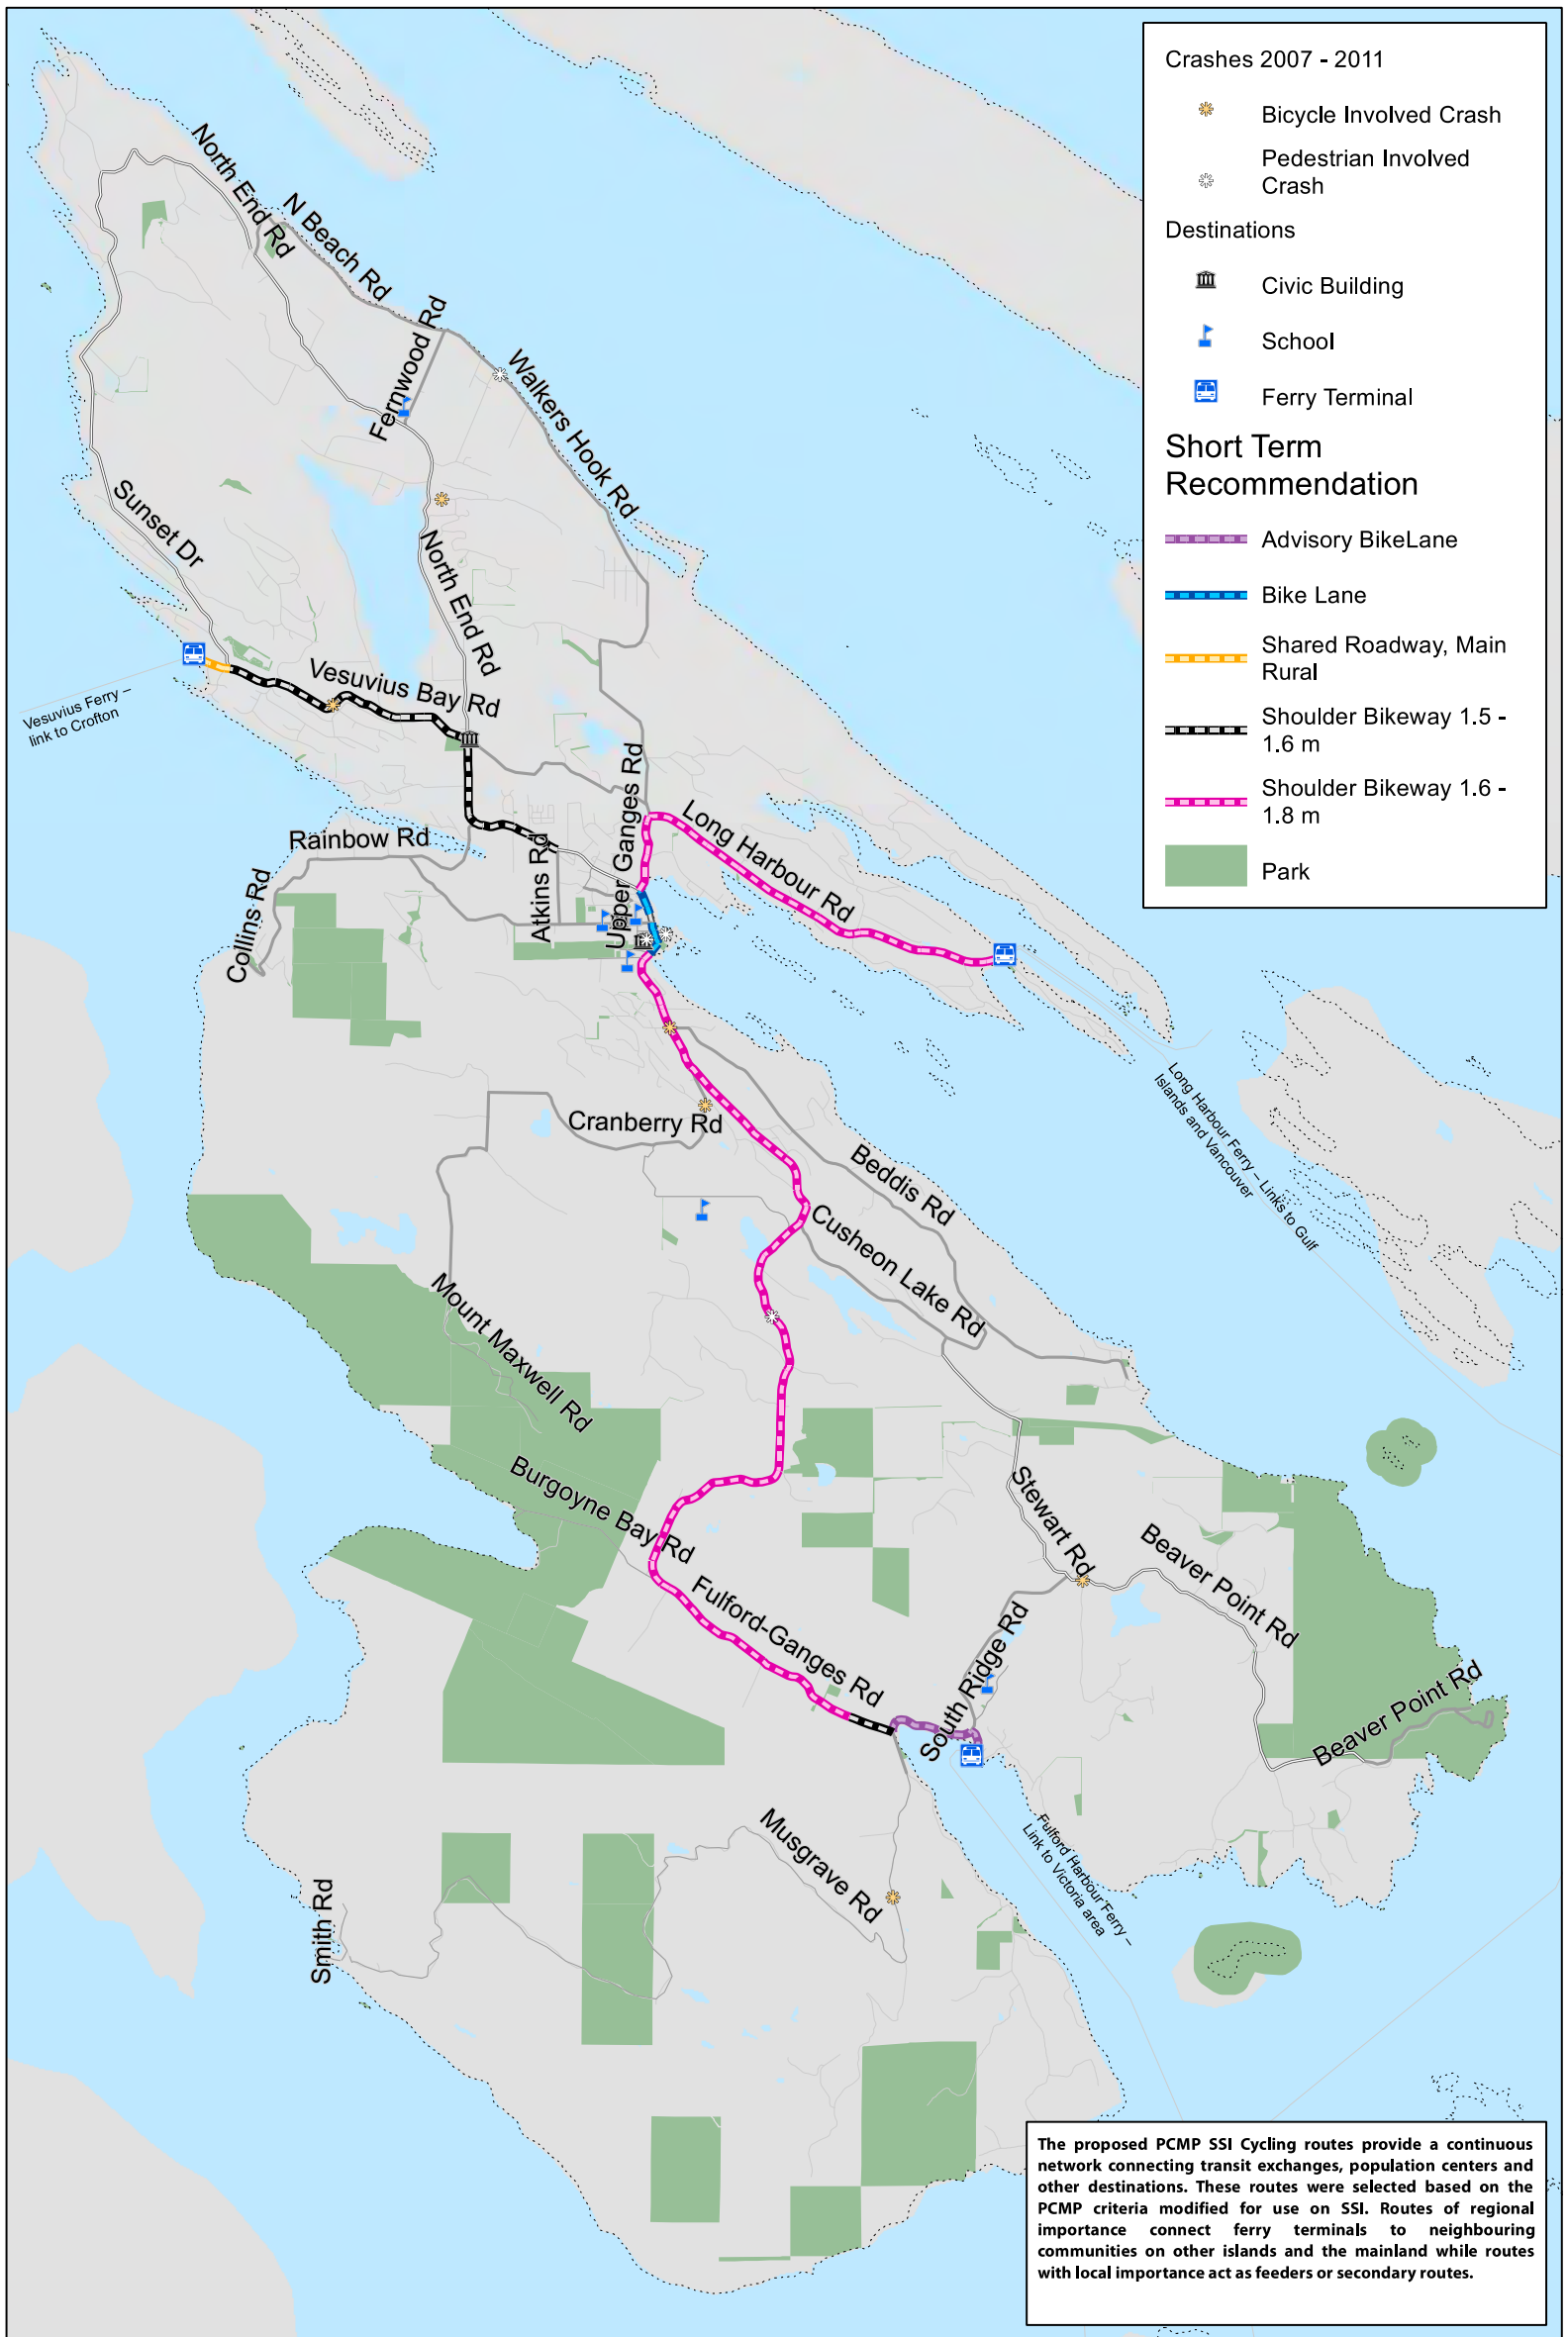 Crashes 2007 - 2011
Bicycle Involved Crash
Pedestrian Involved
Crash
Destinations
Civic Building
School
Ferry Terminal
Short Term
Recommendation
Advisory BikeLane
Bike Lane
Shared Roadway, Main
Rural
Shoulder Bikeway 1.5 -
1.6 m
Shoulder Bikeway 1.6 -
1.8 m
Park
North End Rd
N Beach Rd
Fernwood Rd
Walkers Hook Rd
Sunset Dr
North End Rd
Vesuvius Bay Rd
Vesuvius Ferry –
link to Crofton
Upper Ganges Rd
Long Harbour Rd
Rainbow Rd
Atkins Rd
Collins Rd
Long Harbour Ferry – Links to Gulf
Islands and Vancouver
Cranberry Rd
Beddis Rd
Cusheon Lake Rd
Mount Maxwell Rd
Burgoyne Bay Rd
Stewart Rd
Beaver Point Rd
Fulford-Ganges Rd
South Ridge Rd
Beaver Point Rd
Musgrave Rd
Fulford Harbour Ferry –
Link to Victoria area
Smith Rd
The proposed PCMP SSI Cycling routes provide a continuous
network connecting transit exchanges, population centers and
other destinations. These routes were selected based on the
PCMP criteria modified for use on SSI. Routes of regional
importance connect ferry terminals to neighbouring
communities on other islands and the mainland while routes
with local importance act as feeders or secondary routes.